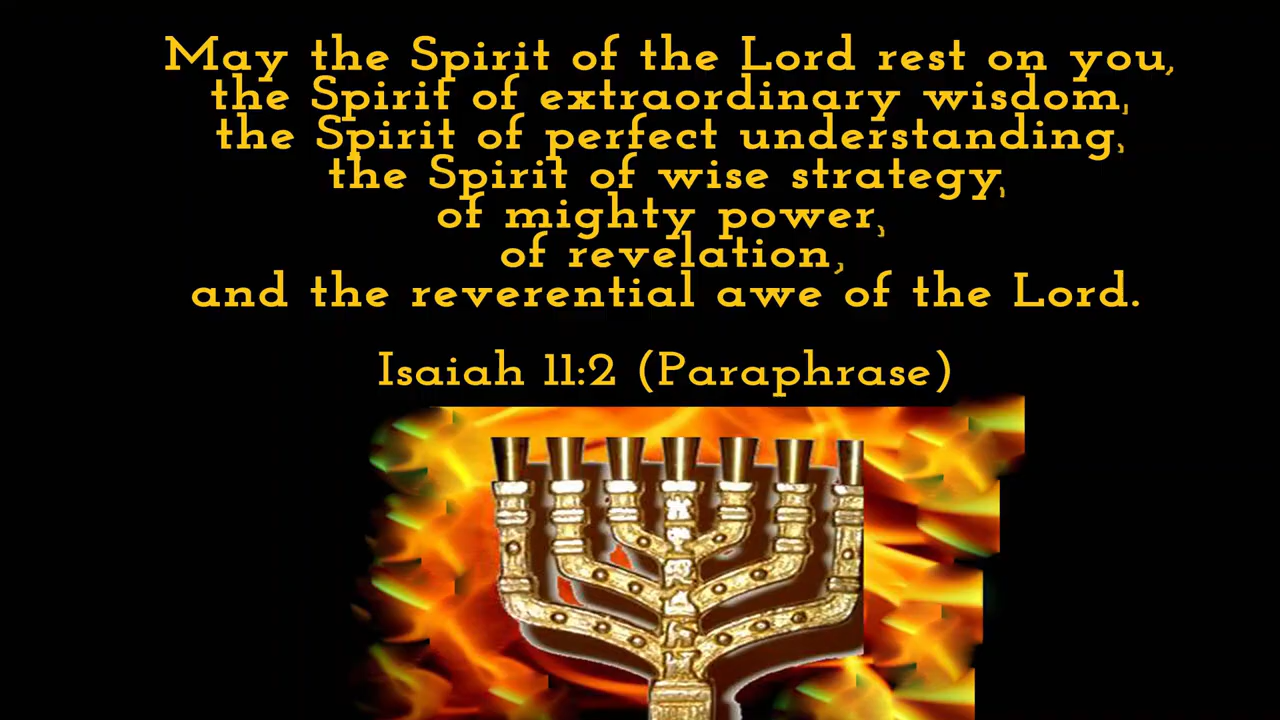 May the Spirit of the Lord rest on you,
the Spirit of extraordinary wisdom,
the Spirit of perfect understanding,
the Spirit of wise strategy,
of mighty power,
of revelation,
and the reverential awe of the Lord.
Isaiah 11:2 (Paraphrase)